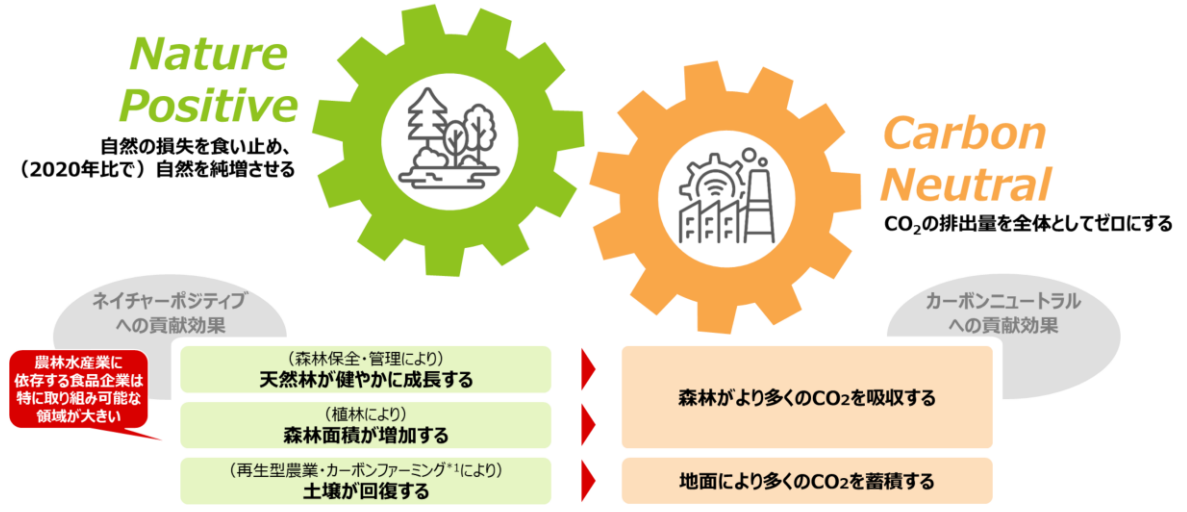 Nature
Positive
自然の損失を食い止め、
（2020年比で）自然を純増させる
Carbon
Neutral
CO₂の排出量を全体としてゼロにする
ネイチャーポジティブ
への貢献効果
カーボンニュートラル
への貢献効果
農林水産業に
依存する食品企業は
特に取り組み可能な
領域が大きい
（森林保全・管理により）
天然林が健やかに成長する
（植林により）
森林面積が増加する
（再生型農業・カーボンファーミング*1により）
土壌が回復する
森林がより多くのCO₂を吸収する
地面により多くのCO₂を蓄積する